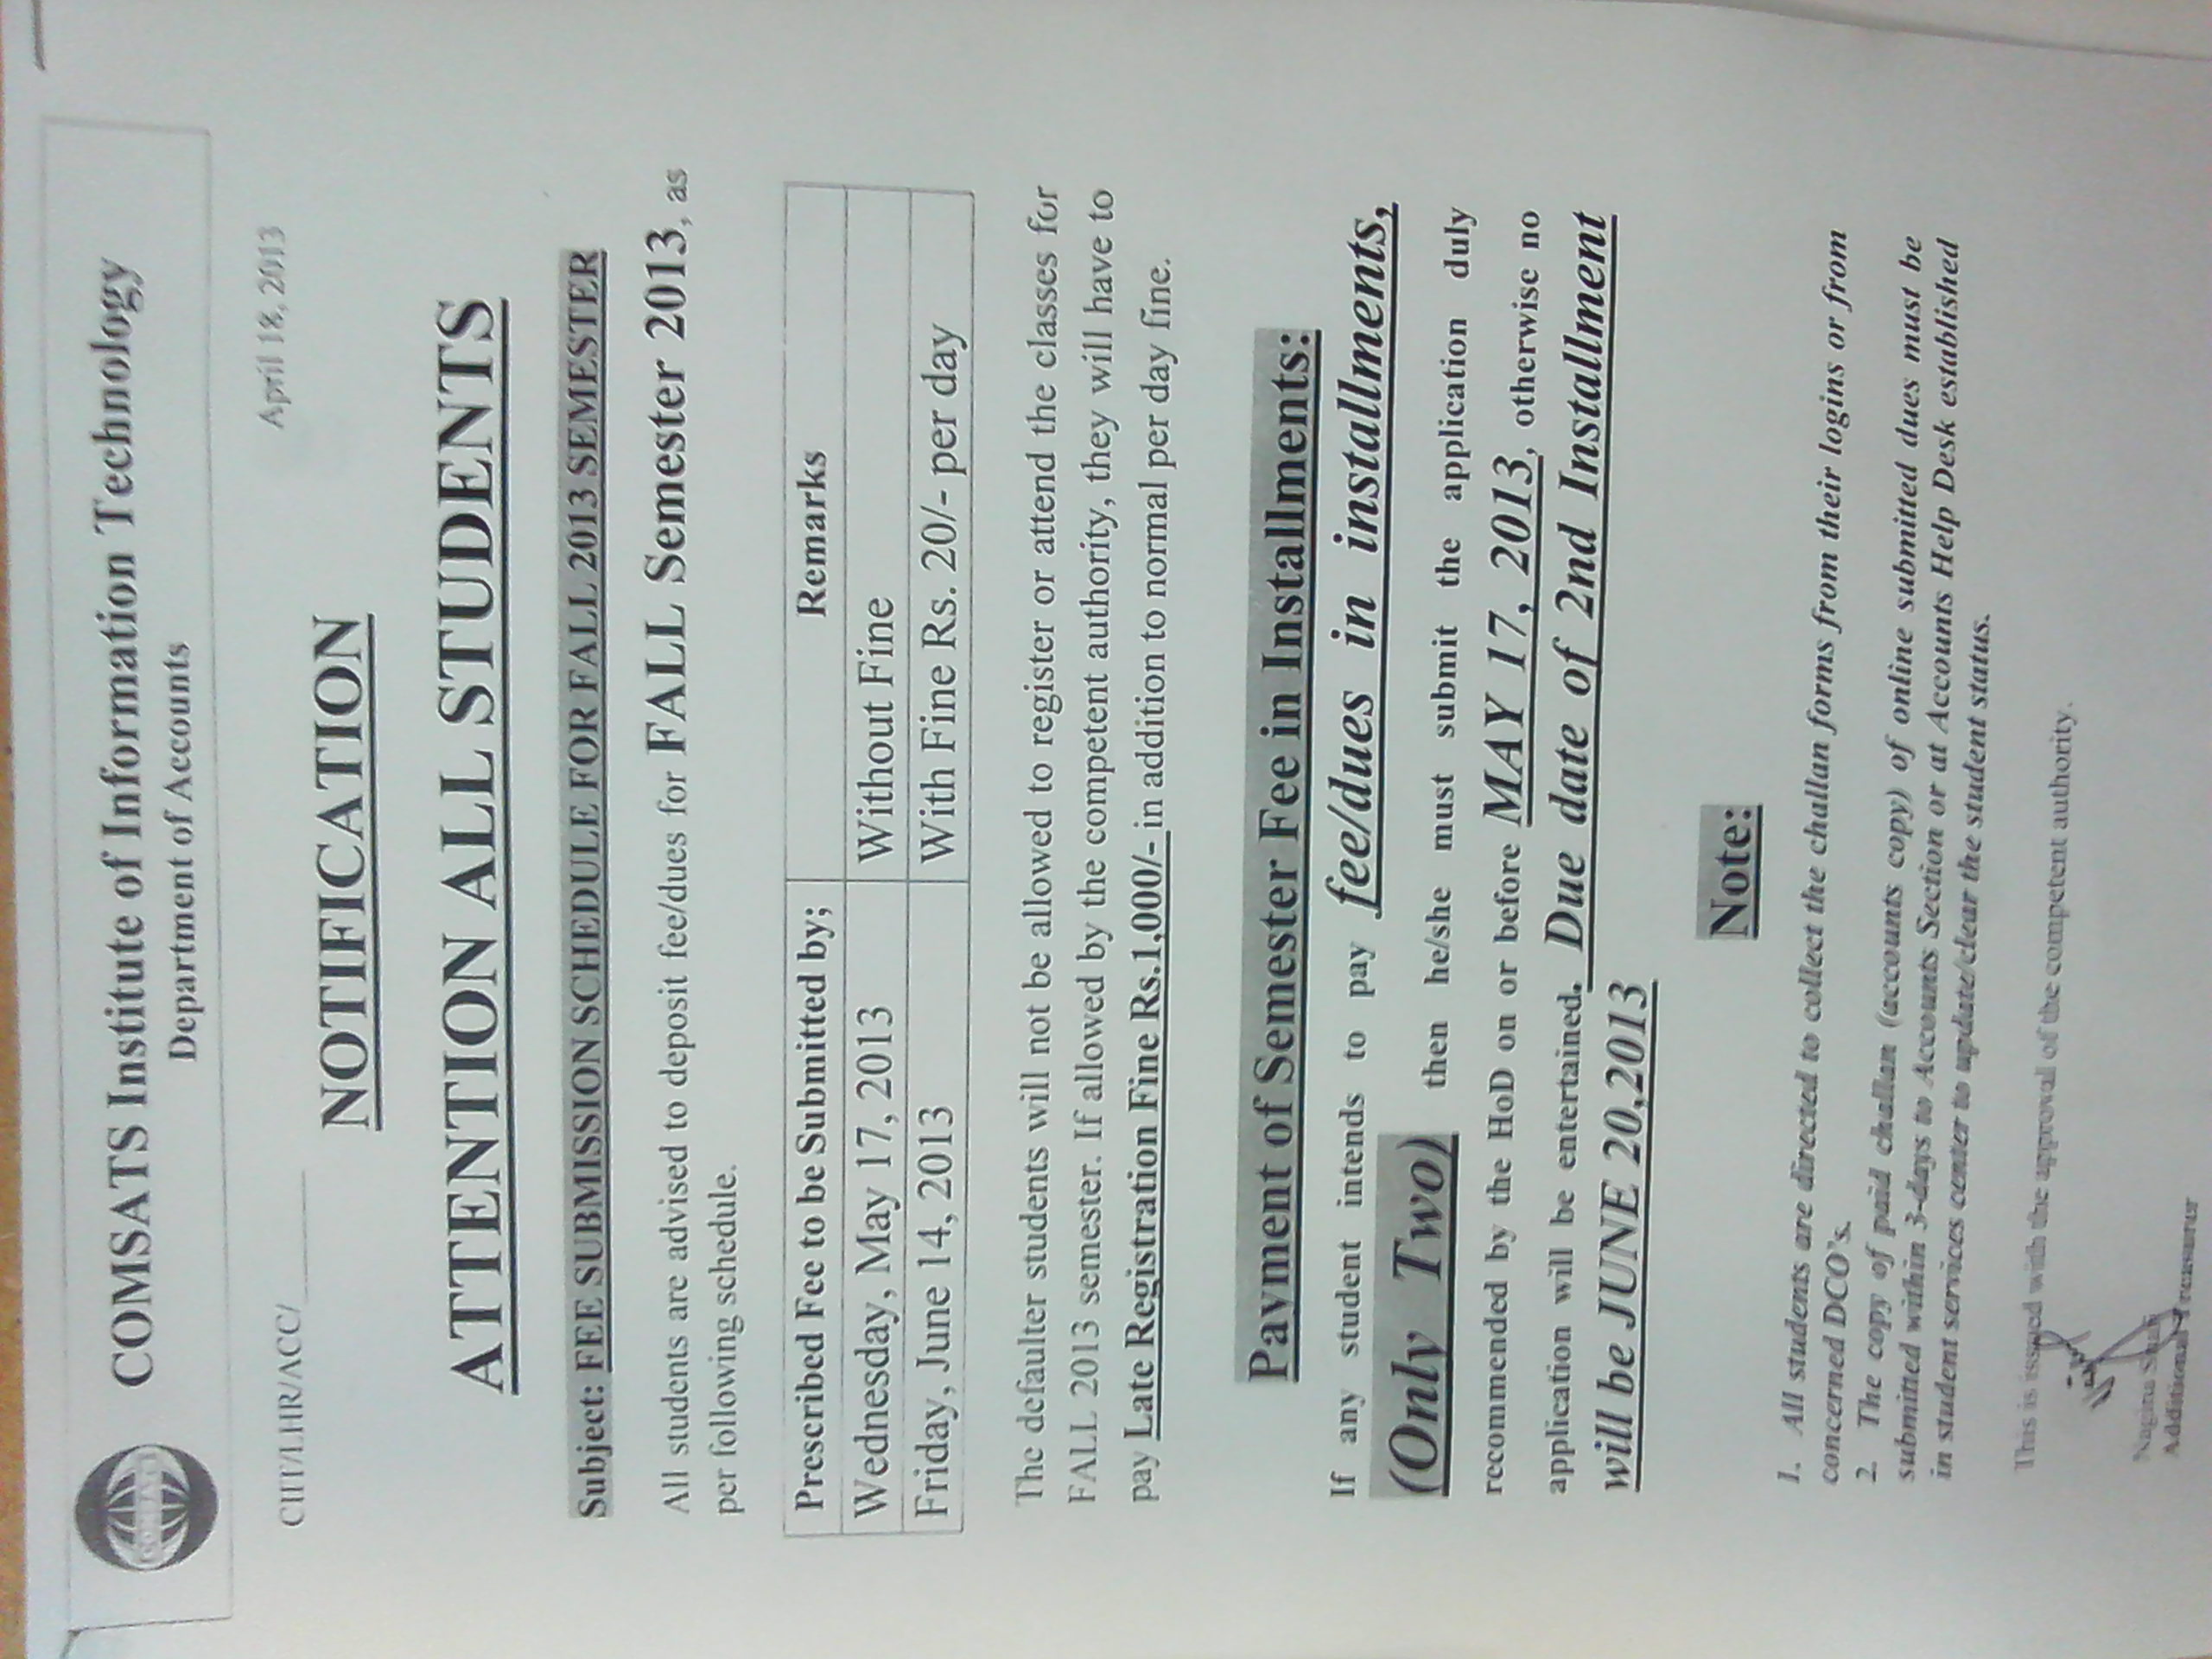 COMSATS
COMSATS Institute of Information Technology
Department of Accounts
CIIT/LHR/ACC/_______
April 18, 2013
NOTIFICATION
ATTENTION ALL STUDENTS
Subject: FEE SUBMISSION SCHEDULE FOR FALL 2013 SEMESTER
All students are advised to deposit fee/dues for FALL Semester 2013, as
per following schedule.
Prescribed Fee to be Submitted by; Remarks
Wednesday, May 17, 2013 Without Fine
Friday, June 14, 2013 With Fine Rs. 20/- per day
The defaulter students will not be allowed to register or attend the classes for
FALL 2013 semester. If allowed by the competent authority, they will have to
pay Late Registration Fine Rs.1,000/- in addition to normal per day fine.
Payment of Semester Fee in Installments:
If any student intends to pay fee/dues in installments,
(Only Two) then he/she must submit the application duly
recommended by the HoD on or before MAY 17, 2013, otherwise no
application will be entertained. Due date of 2nd Installment
will be JUNE 20,2013
Note:
1. All students are directed to collect the challan forms from their logins or from
concerned DCO's.
2. The copy of paid challan (accounts copy) of online submitted dues must be
submitted within 3-days to Accounts Section or at Accounts Help Desk established
in student services center to update/clear the student status.
This is issued with the approval of the competent authority.
Nagina
Additional Treasurer